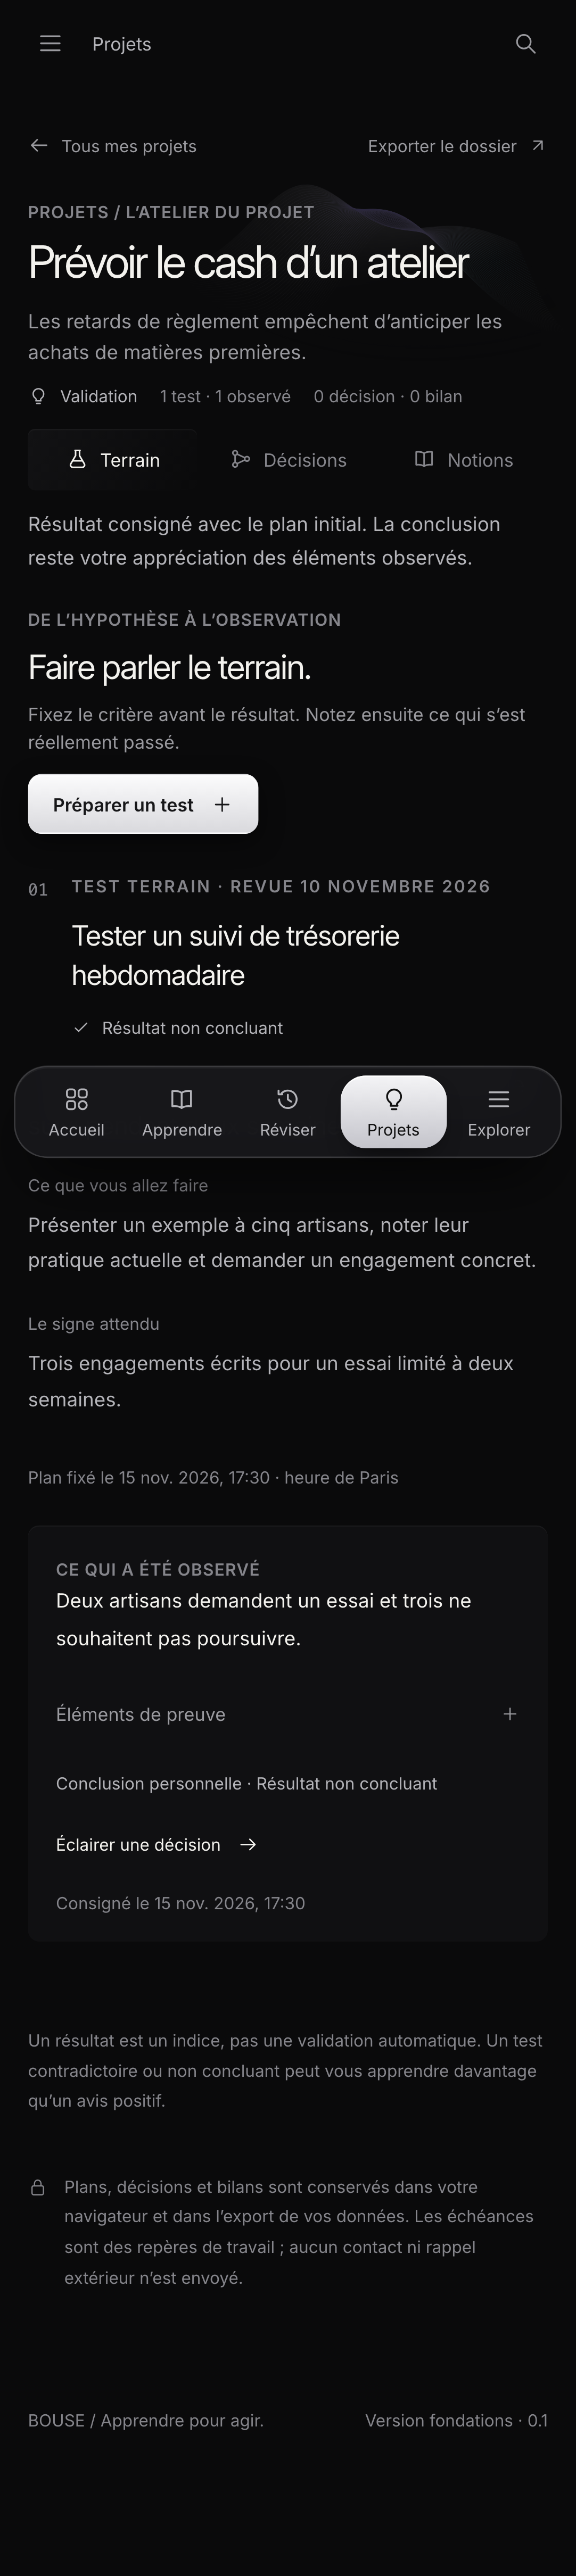 Projets
Tous mes projets
Exporter le dossier
PROJETS / L’ATELIER DU PROJET
Prévoir le cash d’un atelier
Les retards de règlement empêchent d’anticiper les
achats de matières premières.
Validation 1 test · 1 observé 0 décision · 0 bilan
Terrain
Décisions
Notions
Résultat consigné avec le plan initial. La conclusion
reste votre appréciation des éléments observés.
DE L’HYPOTHÈSE À L’OBSERVATION
Faire parler le terrain.
Fixez le critère avant le résultat. Notez ensuite ce qui s’est
réellement passé.
Préparer un test
01
TEST TERRAIN · REVUE 10 NOVEMBRE 2026
Tester un suivi de trésorerie
hebdomadaire
Résultat non concluant
Accueil
Apprendre
Réviser
Projets
Explorer
Ce que vous allez faire
Présenter un exemple à cinq artisans, noter leur
pratique actuelle et demander un engagement concret.
Le signe attendu
Trois engagements écrits pour un essai limité à deux
semaines.
Plan fixé le 15 nov. 2026, 17:30 · heure de Paris
CE QUI A ÉTÉ OBSERVÉ
Deux artisans demandent un essai et trois ne
souhaitent pas poursuivre.
Éléments de preuve
Conclusion personnelle · Résultat non concluant
Éclairer une décision
Consigné le 15 nov. 2026, 17:30
Un résultat est un indice, pas une validation automatique. Un test
contradictoire ou non concluant peut vous apprendre davantage
qu’un avis positif.
Plans, décisions et bilans sont conservés dans votre
navigateur et dans l’export de vos données. Les échéances
sont des repères de travail ; aucun contact ni rappel
extérieur n’est envoyé.
BOUSE / Apprendre pour agir.
Version fondations · 0.1